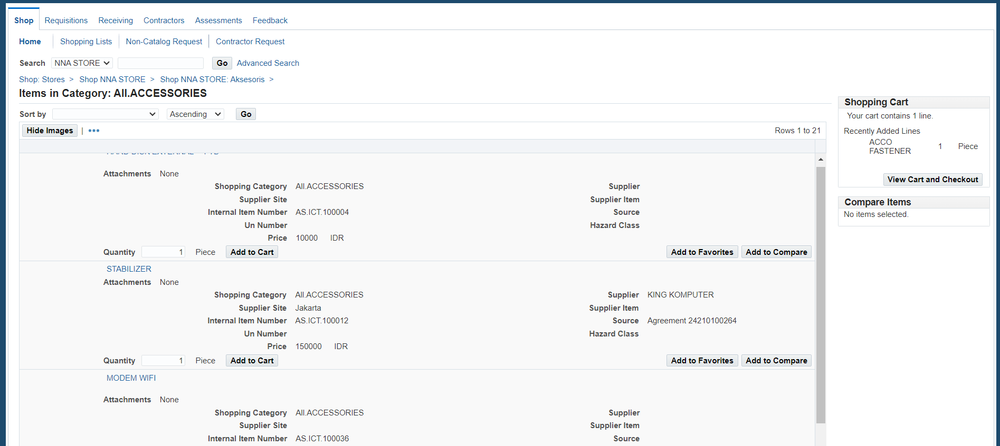 Shop Requisitions Receiving Contractors Assessments Feedback
Home Shopping Lists Non-Catalog Request Contractor Request
Search NNA STORE Go Advanced Search
Shop: Stores > Shop NNA STORE > Shop NNA STORE: Aksesoris >
Items in Category: All.ACCESSORIES
Sort by Ascending Go
Hide Images | ••• Rows 1 to 21
Attachments None
Shopping Category All.ACCESSORIES Supplier
Supplier Site Supplier Item
Internal Item Number AS.ICT.100004 Source
Un Number Hazard Class
Price 10000 IDR
Quantity 1 Piece Add to Cart Add to Favorites Add to Compare
STABILIZER
Attachments None
Shopping Category All.ACCESSORIES Supplier KING KOMPUTER
Supplier Site Jakarta Supplier Item
Internal Item Number AS.ICT.100012 Source Agreement 24210100264
Un Number Hazard Class
Price 150000 IDR
Quantity 1 Piece Add to Cart Add to Favorites Add to Compare
MODEM WIFI
Attachments None
Shopping Category All.ACCESSORIES Supplier
Supplier Site Supplier Item
Internal Item Number AS.ICT.100036 Source
Shopping Cart
Your cart contains 1 line.
Recently Added Lines
ACCO
FASTENER 1 Piece
View Cart and Checkout
Compare Items
No items selected.